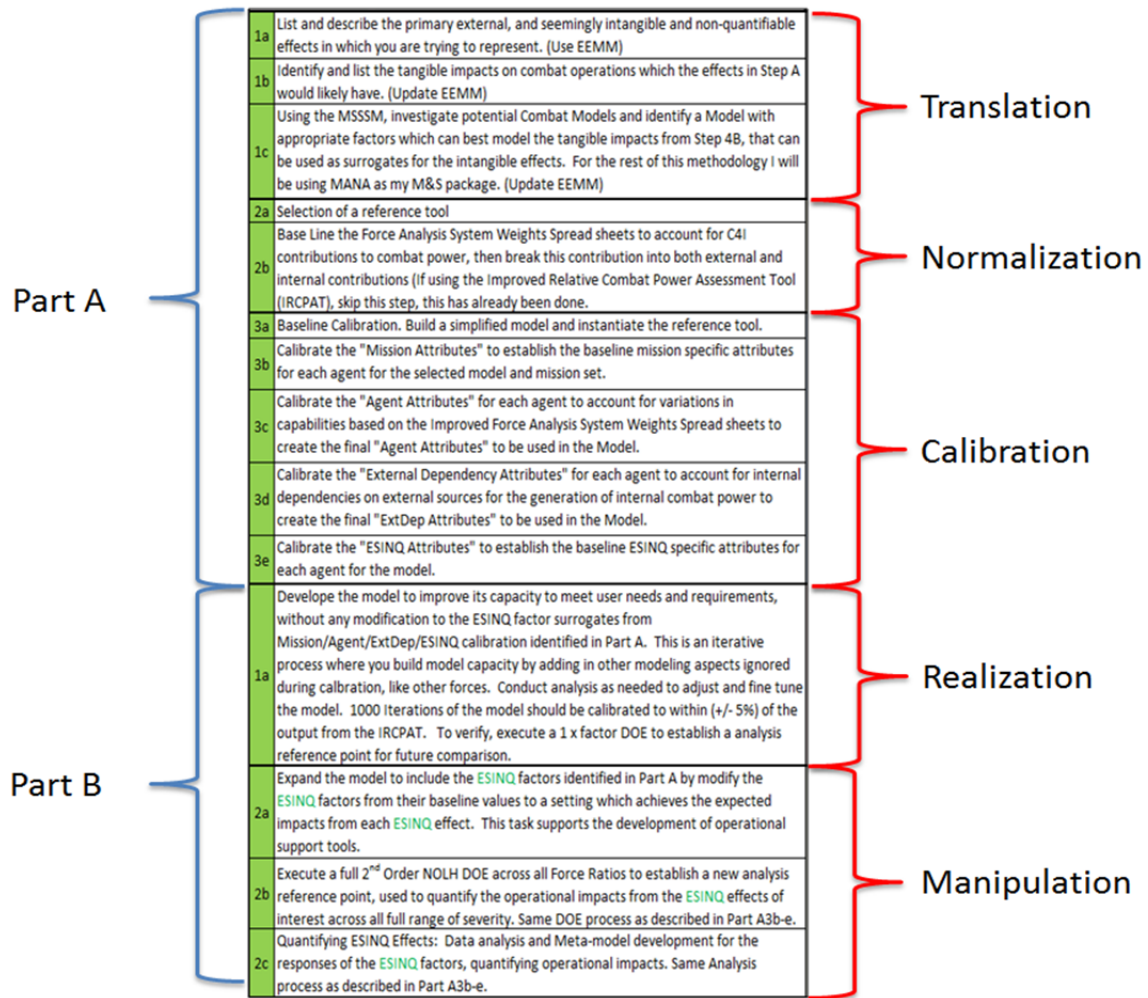 Part A
1a
List and describe the primary external, and seemingly intangible and non-quantifiable
effects in which you are trying to represent. (Use EEMM)
1b
Identify and list the tangible impacts on combat operations which the effects in Step A
would likely have. (Update EEMM)
1c
Using the MSSSM, investigate potential Combat Models and identify a Model with
appropriate factors which can best model the tangible impacts from Step 4B, that can
be used as surrogates for the intangible effects. For the rest of this methodology I will
be using MANA as my M&S package. (Update EEMM)
Translation
2a
Selection of a reference tool
2b
Base Line the Force Analysis System Weights Spread sheets to account for C4I
contributions to combat power, then break this contribution into both external and
internal contributions (If using the Improved Relative Combat Power Assessment Tool
(IRCPAT), skip this step, this has already been done.
Normalization
3a
Baseline Calibration. Build a simplified model and instantiate the reference tool.
3b
Calibrate the "Mission Attributes" to establish the baseline mission specific attributes
for each agent for the selected model and mission set.
3c
Calibrate the "Agent Attributes" for each agent to account for variations in
capabilities based on the Improved Force Analysis System Weights Spread sheets to
create the final "Agent Attributes" to be used in the Model.
3d
Calibrate the "External Dependency Attributes" for each agent to account for internal
dependencies on external sources for the generation of internal combat power to
create the final "ExtDep Attributes" to be used in the Model.
3e
Calibrate the "ESINQ Attributes" to establish the baseline ESINQ specific attributes for
each agent for the model.
Calibration
Part B
1a
Develope the model to improve its capacity to meet user needs and requirements,
without any modification to the ESINQ factor surrogates from
Mission/Agent/ExtDep/ESINQ calibration identified in Part A. This is an iterative
process where you build model capacity by adding in other modeling aspects ignored
during calbration, like other forces. Conduct analysis as needed to adjust and fine tune
the model. 1000 Iterations of the model should be calibrated to within (+/- 5%) of the
output from the IRCPAT. To verify, execute a 1 x factor DOE to establish a analysis
reference point for future comparison.
Realization
2a
Expand the model to include the ESINQ factors identified in Part A by modify the
ESINQ factors from their baseline values to a setting which achieves the expected
impacts from each ESINQ effect. This task supports the development of operational
support tools.
2b
Execute a full 2nd Order NOLH DOE across all Force Ratios to establish a new analysis
reference point, used to quantify the operational impacts from the ESINQ effects of
interest across all full range of severity. Same DOE process as described in Part A3b-e.
2c
Quantifying ESINQ Effects: Data analysis and Meta-model development for the
responses of the ESINQ factors, quantifying operational impacts. Same Analysis
process as described in Part A3b-e.
Manipulation